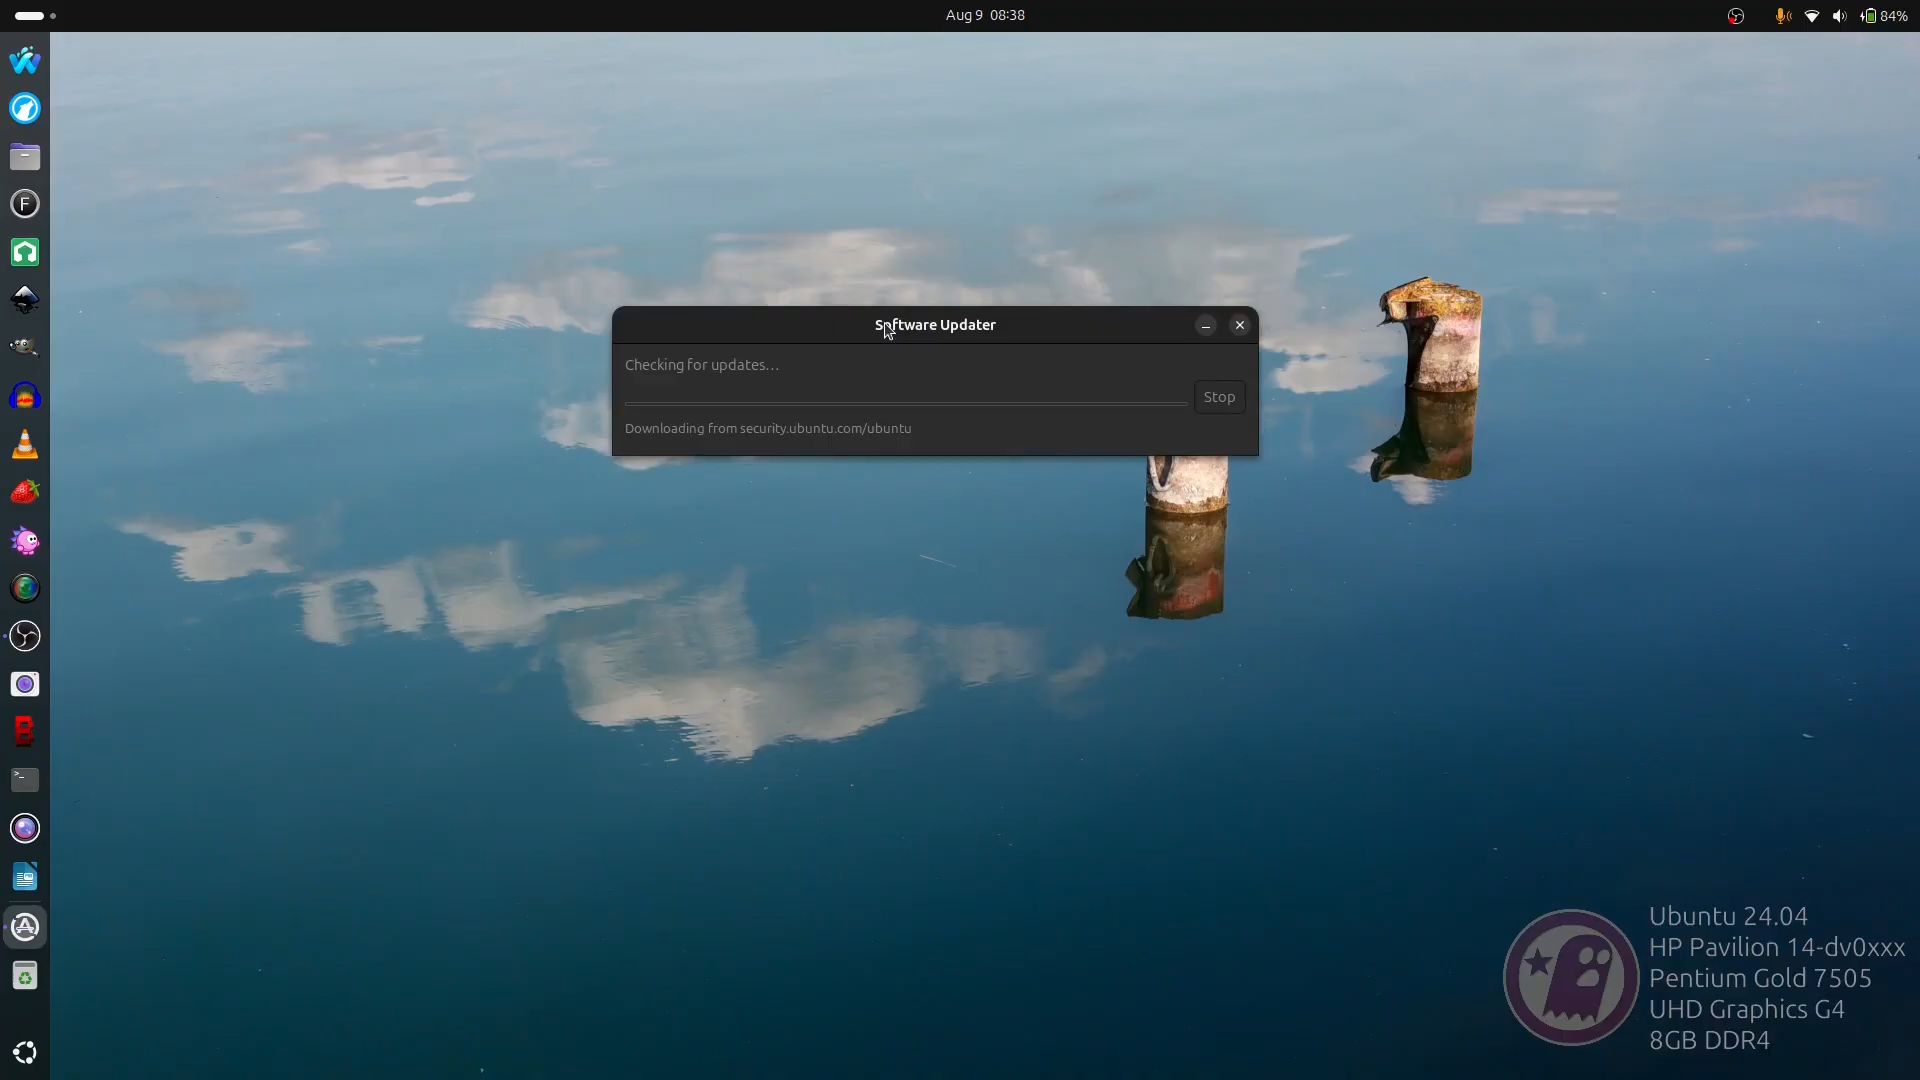 Aug 9 08:38
84%
Software Updater
Checking for updates...
Stop
Downloading from security.ubuntu.com/ubuntu
F
B
>_
Ubuntu 24.04
HP Pavilion 14-dv0xxx
Pentium Gold 7505
UHD Graphics G4
8GB DDR4